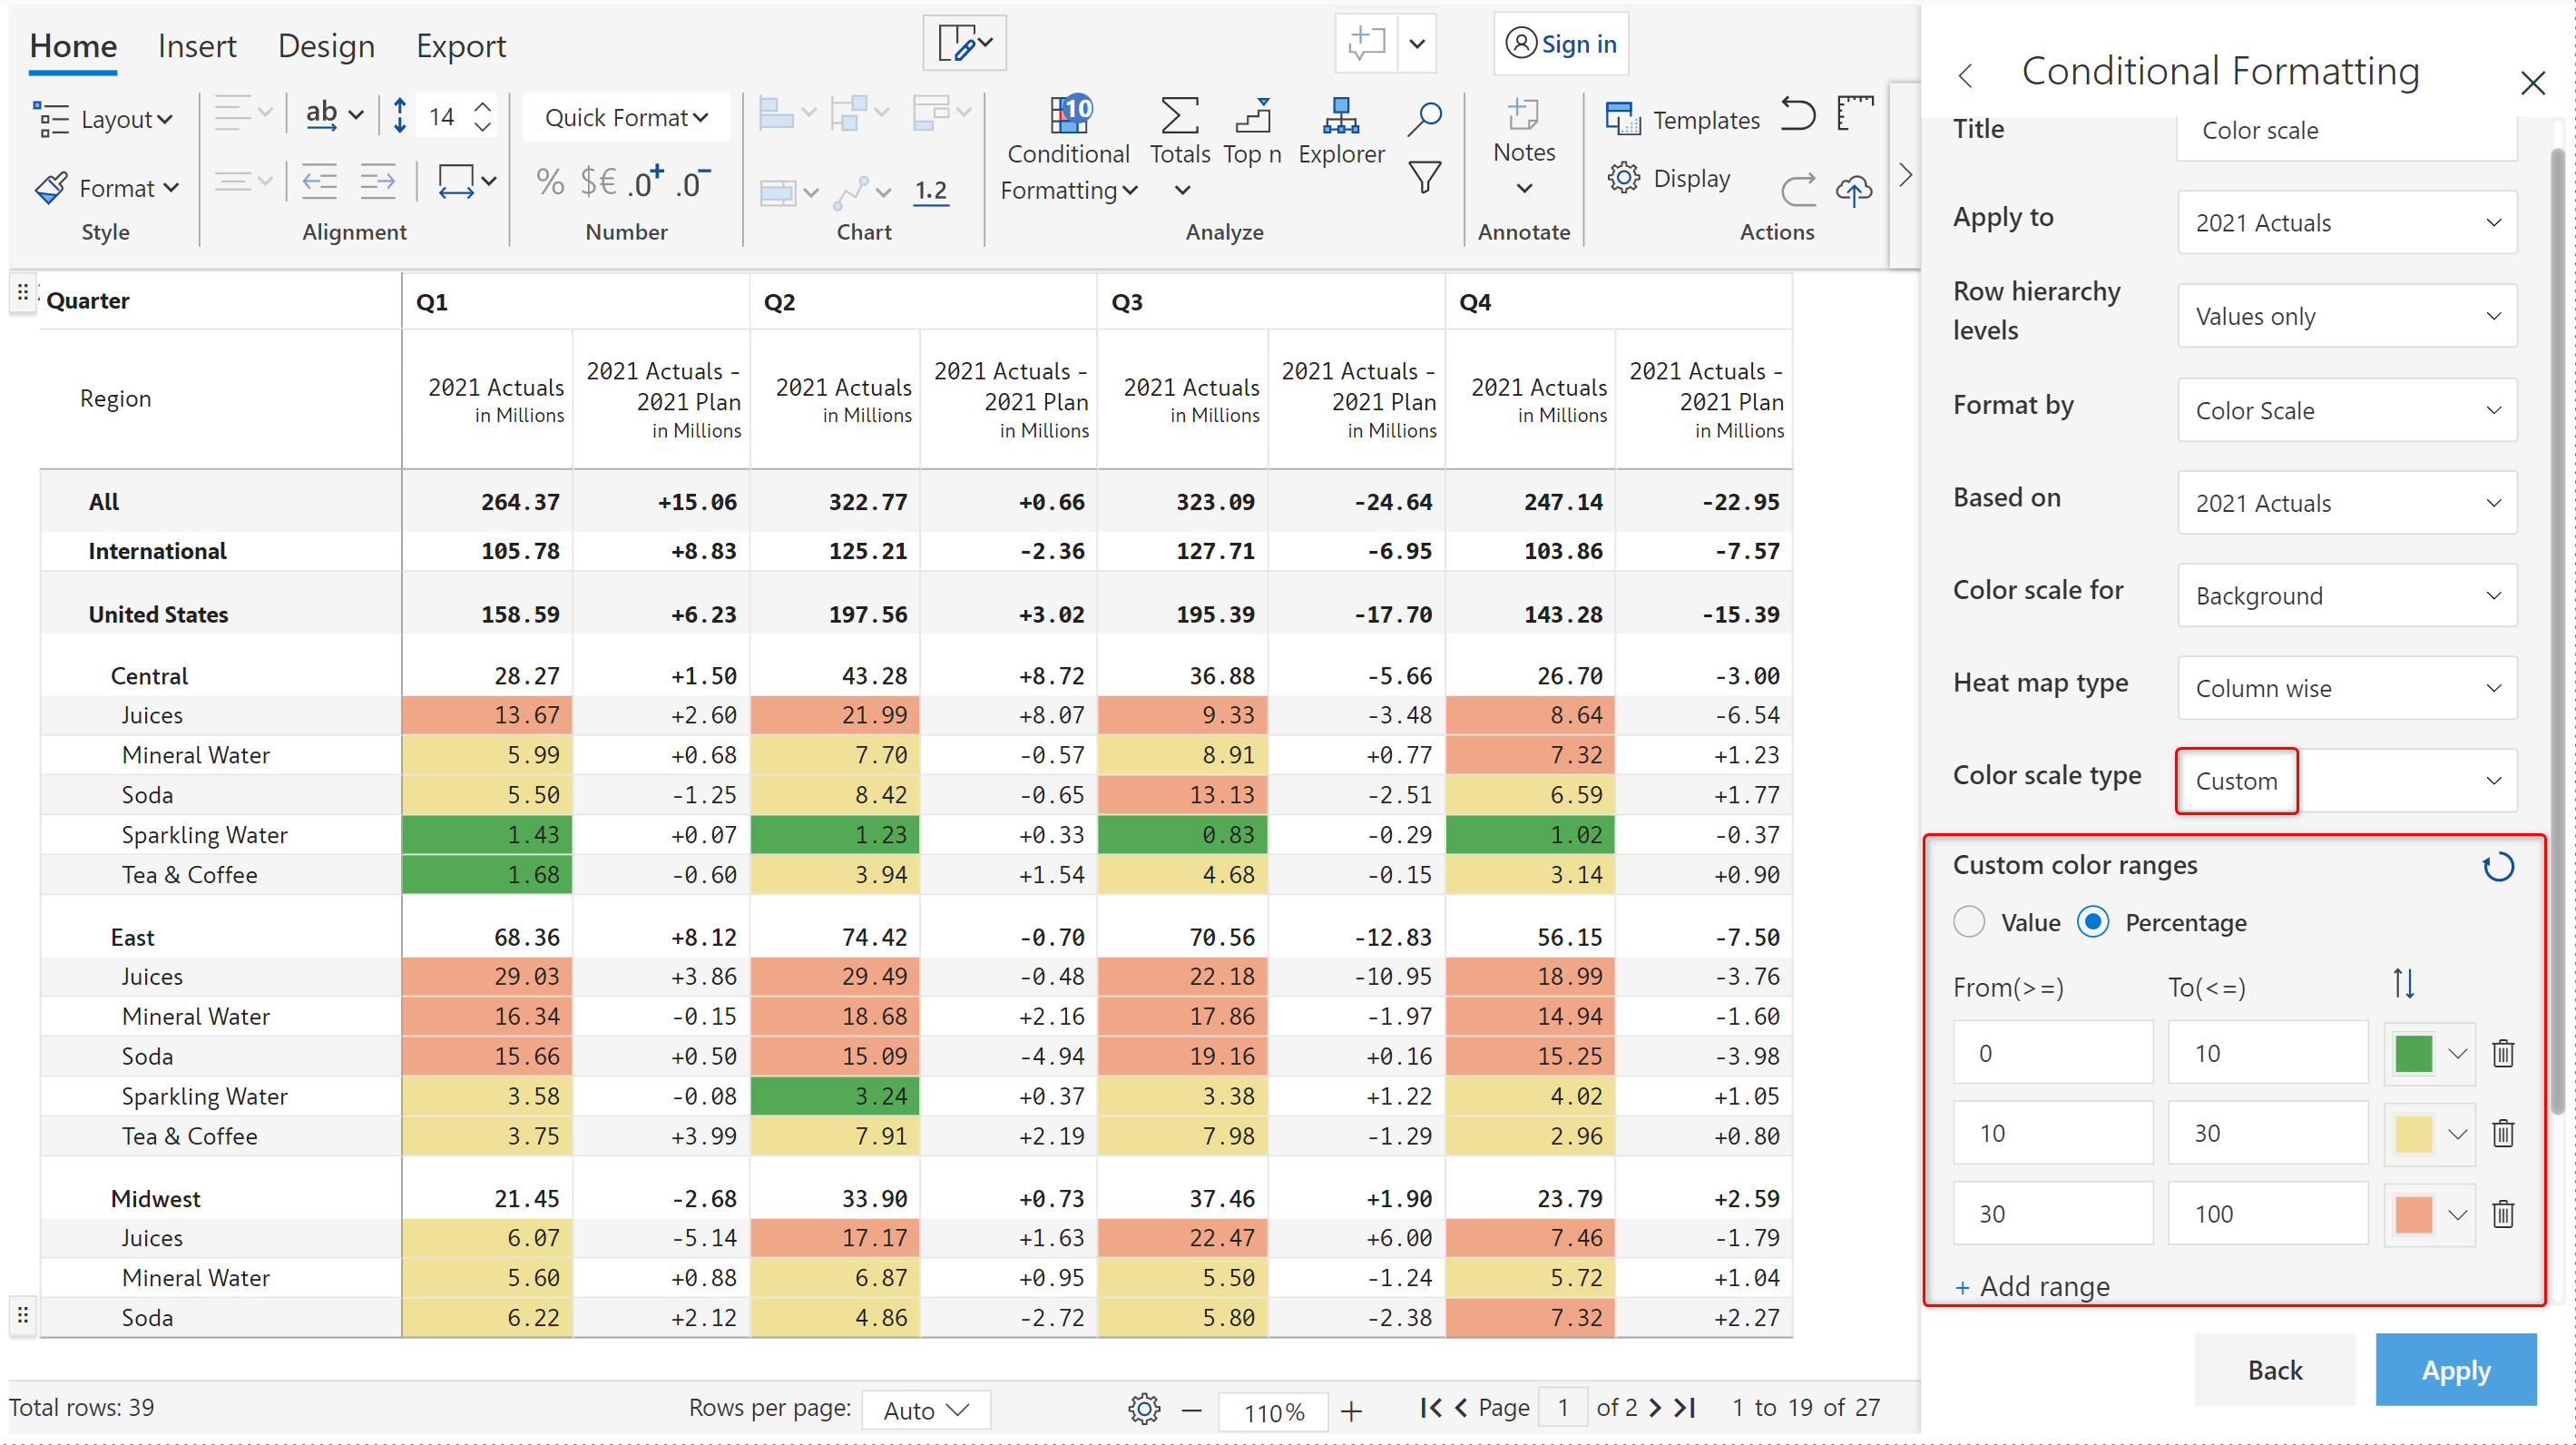 Home Insert Design Export Sign in
Layout ab 14 Quick Format 10 Templates
Conditional Formatting Totals Top n Explorer Notes
Format % $€ .0+ .0- 1.2 Display
Style Alignment Number Chart Analyze Annotate Actions
Quarter Q1 Q2 Q3 Q4
Region 2021 Actuals in Millions 2021 Actuals - 2021 Plan in Millions 2021 Actuals in Millions 2021 Actuals - 2021 Plan in Millions 2021 Actuals in Millions 2021 Actuals - 2021 Plan in Millions 2021 Actuals in Millions 2021 Actuals - 2021 Plan in Millions
All 264.37 +15.06 322.77 +0.66 323.09 -24.64 247.14 -22.95
International 105.78 +8.83 125.21 -2.36 127.71 -6.95 103.86 -7.57
United States 158.59 +6.23 197.56 +3.02 195.39 -17.70 143.28 -15.39
Central 28.27 +1.50 43.28 +8.72 36.88 -5.66 26.70 -3.00
Juices 13.67 +2.60 21.99 +8.07 9.33 -3.48 8.64 -6.54
Mineral Water 5.99 +0.68 7.70 -0.57 8.91 +0.77 7.32 +1.23
Soda 5.50 -1.25 8.42 -0.65 13.13 -2.51 6.59 +1.77
Sparkling Water 1.43 +0.07 1.23 +0.33 0.83 -0.29 1.02 -0.37
Tea & Coffee 1.68 -0.60 3.94 +1.54 4.68 -0.15 3.14 +0.90
East 68.36 +8.12 74.42 -0.70 70.56 -12.83 56.15 -7.50
Juices 29.03 +3.86 29.49 -0.48 22.18 -10.95 18.99 -3.76
Mineral Water 16.34 -0.15 18.68 +2.16 17.86 -1.97 14.94 -1.60
Soda 15.66 +0.50 15.09 -4.94 19.16 +0.16 15.25 -3.98
Sparkling Water 3.58 -0.08 3.24 +0.37 3.38 +1.22 4.02 +1.05
Tea & Coffee 3.75 +3.99 7.91 +2.19 7.98 -1.29 2.96 +0.80
Midwest 21.45 -2.68 33.90 +0.73 37.46 +1.90 23.79 +2.59
Juices 6.07 -5.14 17.17 +1.63 22.47 +6.00 7.46 -1.79
Mineral Water 5.60 +0.88 6.87 +0.95 5.50 -1.24 5.72 +1.04
Soda 6.22 +2.12 4.86 -2.72 5.80 -2.38 7.32 +2.27
Total rows: 39 Rows per page: Auto 110% Page 1 of 2 1 to 19 of 27
Conditional Formatting
Title Color scale
Apply to 2021 Actuals
Row hierarchy levels Values only
Format by Color Scale
Based on 2021 Actuals
Color scale for Background
Heat map type Column wise
Color scale type Custom
Custom color ranges
Value Percentage
From(>=) To(<=)
0 10
10 30
30 100
+ Add range
Back Apply